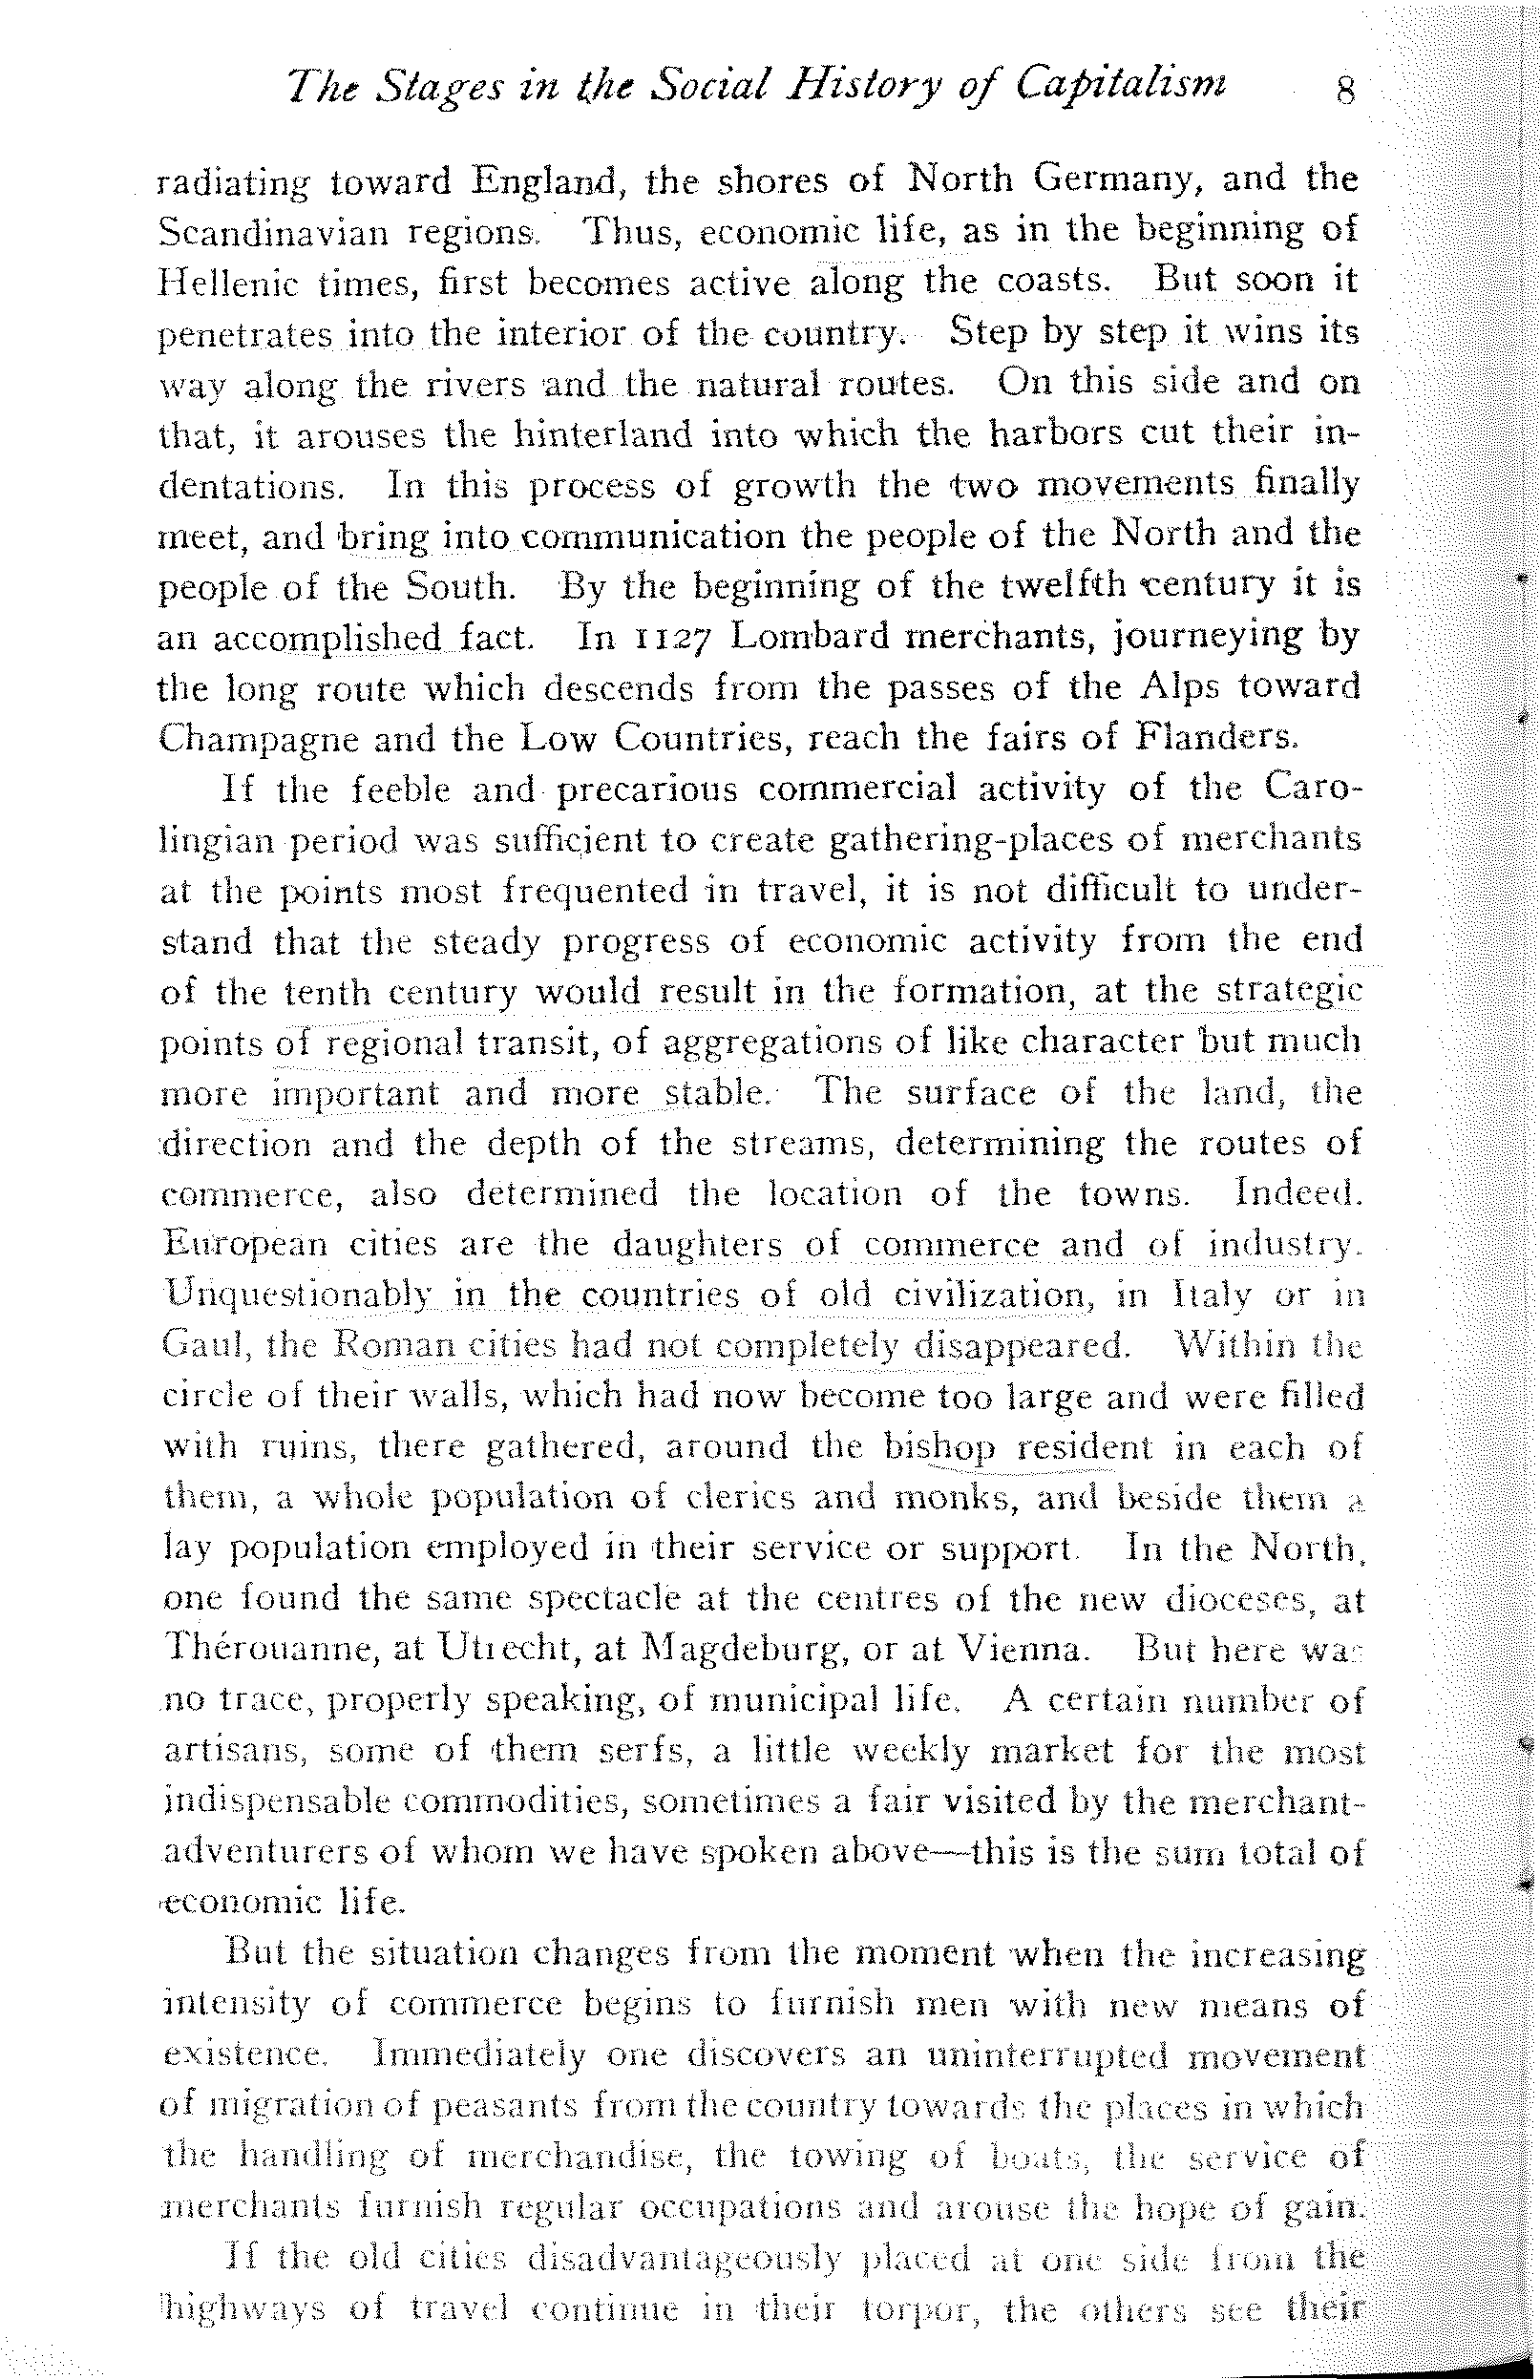 The Stages in the Social History of Capitalism 8
radiating toward England, the shores of North Germany, and the
Scandinavian regions. Thus, economic life, as in the beginning of
Hellenic times, first becomes active along the coasts. But soon it
penetrates into the interior of the country. Step by step it wins its
way along the rivers and the natural routes. On this side and on
that, it arouses the hinterland into which the harbors cut their in-
dentations. In this process of growth the two movements finally
meet, and bring into communication the people of the North and the
people of the South. By the beginning of the twelfth century it is
an accomplished fact. In 1127 Lombard merchants, journeying by
the long route which descends from the passes of the Alps toward
Champagne and the Low Countries, reach the fairs of Flanders.
If the feeble and precarious commercial activity of the Caro-
lingian period was sufficient to create gathering-places of merchants
at the points most frequented in travel, it is not difficult to under-
stand that the steady progress of economic activity from the end
of the tenth century would result in the formation, at the strategic
points of regional transit, of aggregations of like character but much
more important and more stable. The surface of the land, the
direction and the depth of the streams, determining the routes of
commerce, also determined the location of the towns. Indeed.
European cities are the daughters of commerce and of industry.
Unquestionably in the countries of old civilization, in Italy or in
Gaul, the Roman cities had not completely disappeared. Within the
circle of their walls, which had now become too large and were filled
with ruins, there gathered, around the bishop resident in each of
them, a whole population of clerics and monks, and beside them a
lay population employed in their service or support. In the North,
one found the same spectacle at the centres of the new dioceses, at
Thérouanne, at Utrecht, at Magdeburg, or at Vienna. But here was
no trace, properly speaking, of municipal life. A certain number of
artisans, some of them serfs, a little weekly market for the most
indispensable commodities, sometimes a fair visited by the merchant-
adventurers of whom we have spoken above—this is the sum total of
economic life.
But the situation changes from the moment when the increasing
intensity of commerce begins to furnish men with new means of
existence. Immediately one discovers an uninterrupted movement
of migration of peasants from the country towards the places in which
the handling of merchandise, the towing of boats, the service of
merchants furnish regular occupations and arouse the hope of gain.
If the old cities disadvantageously placed at one side from the
highways of travel continue in their torpor, the others see their